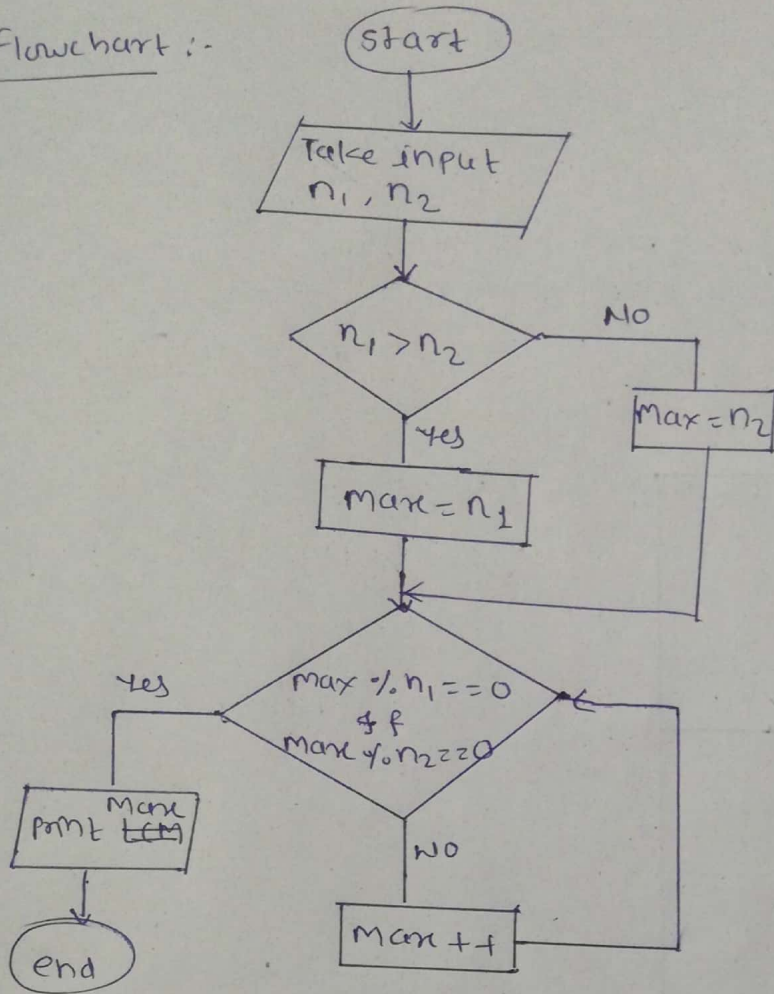 Flowchart :-
Start
Take input
n1, n2
n1 > n2
NO
Max = n2
Yes
Max = n1
Yes
Max % n1 == 0
&&
Max % n2 == 0
Max
Print LCM
NO
Max ++
end